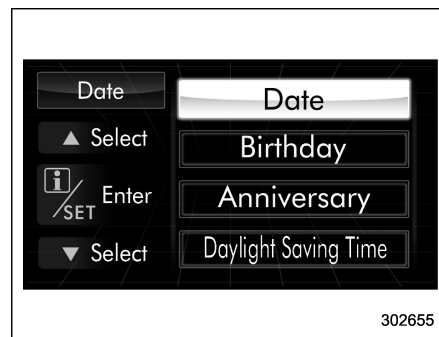 Date
▲ Select
i/SET Enter
▼ Select
Date
Birthday
Anniversary
Daylight Saving Time
302655